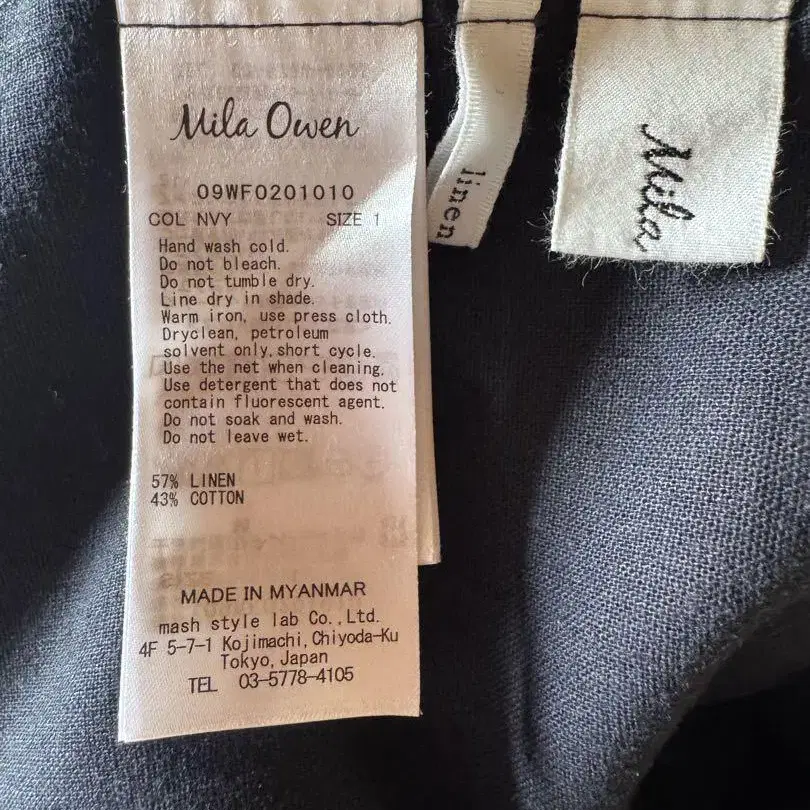 Mila Owen
09WF0201010
COL NVY SIZE 1
Hand wash cold.
Do not bleach.
Do not tumble dry.
Line dry in shade.
Warm iron, use press cloth.
Dryclean, petroleum
solvent only,short cycle.
Use the net when cleaning.
Use detergent that does not
contain fluorescent agent.
Do not soak and wash.
Do not leave wet.
57% LINEN
43% COTTON
MADE IN MYANMAR
mash style lab Co.,Ltd.
4F 5-7-1 Kojimachi,Chiyoda-Ku
Tokyo,Japan
TEL 03-5778-4105
linen
Mila